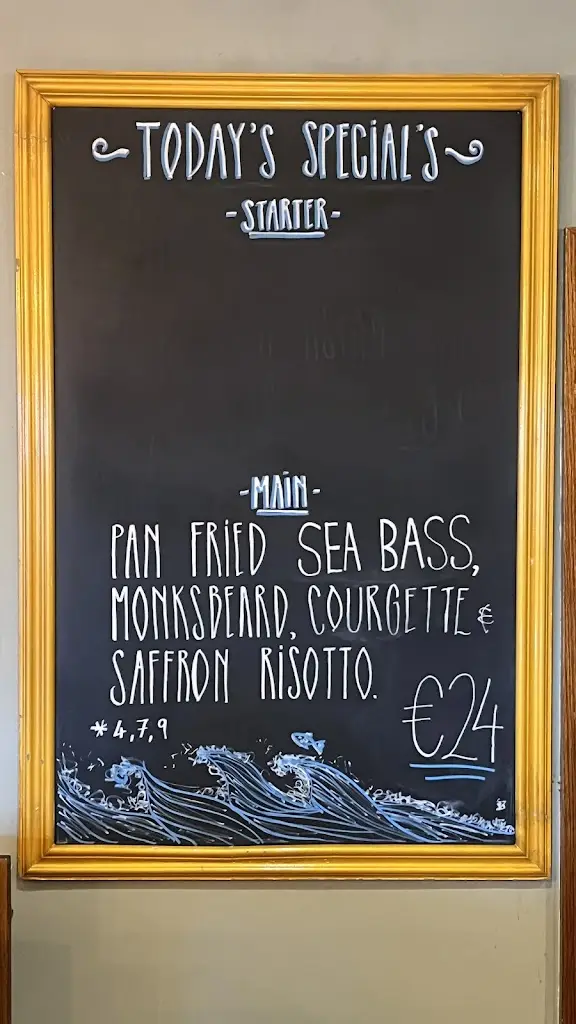 TODAY'S SPECIAL'S
-STARTER-
-MAIN-
PAN FRIED SEA BASS,
MONKSBEARD, COURGETTE &
SAFFRON RISOTTO.
*4,7,9
€24